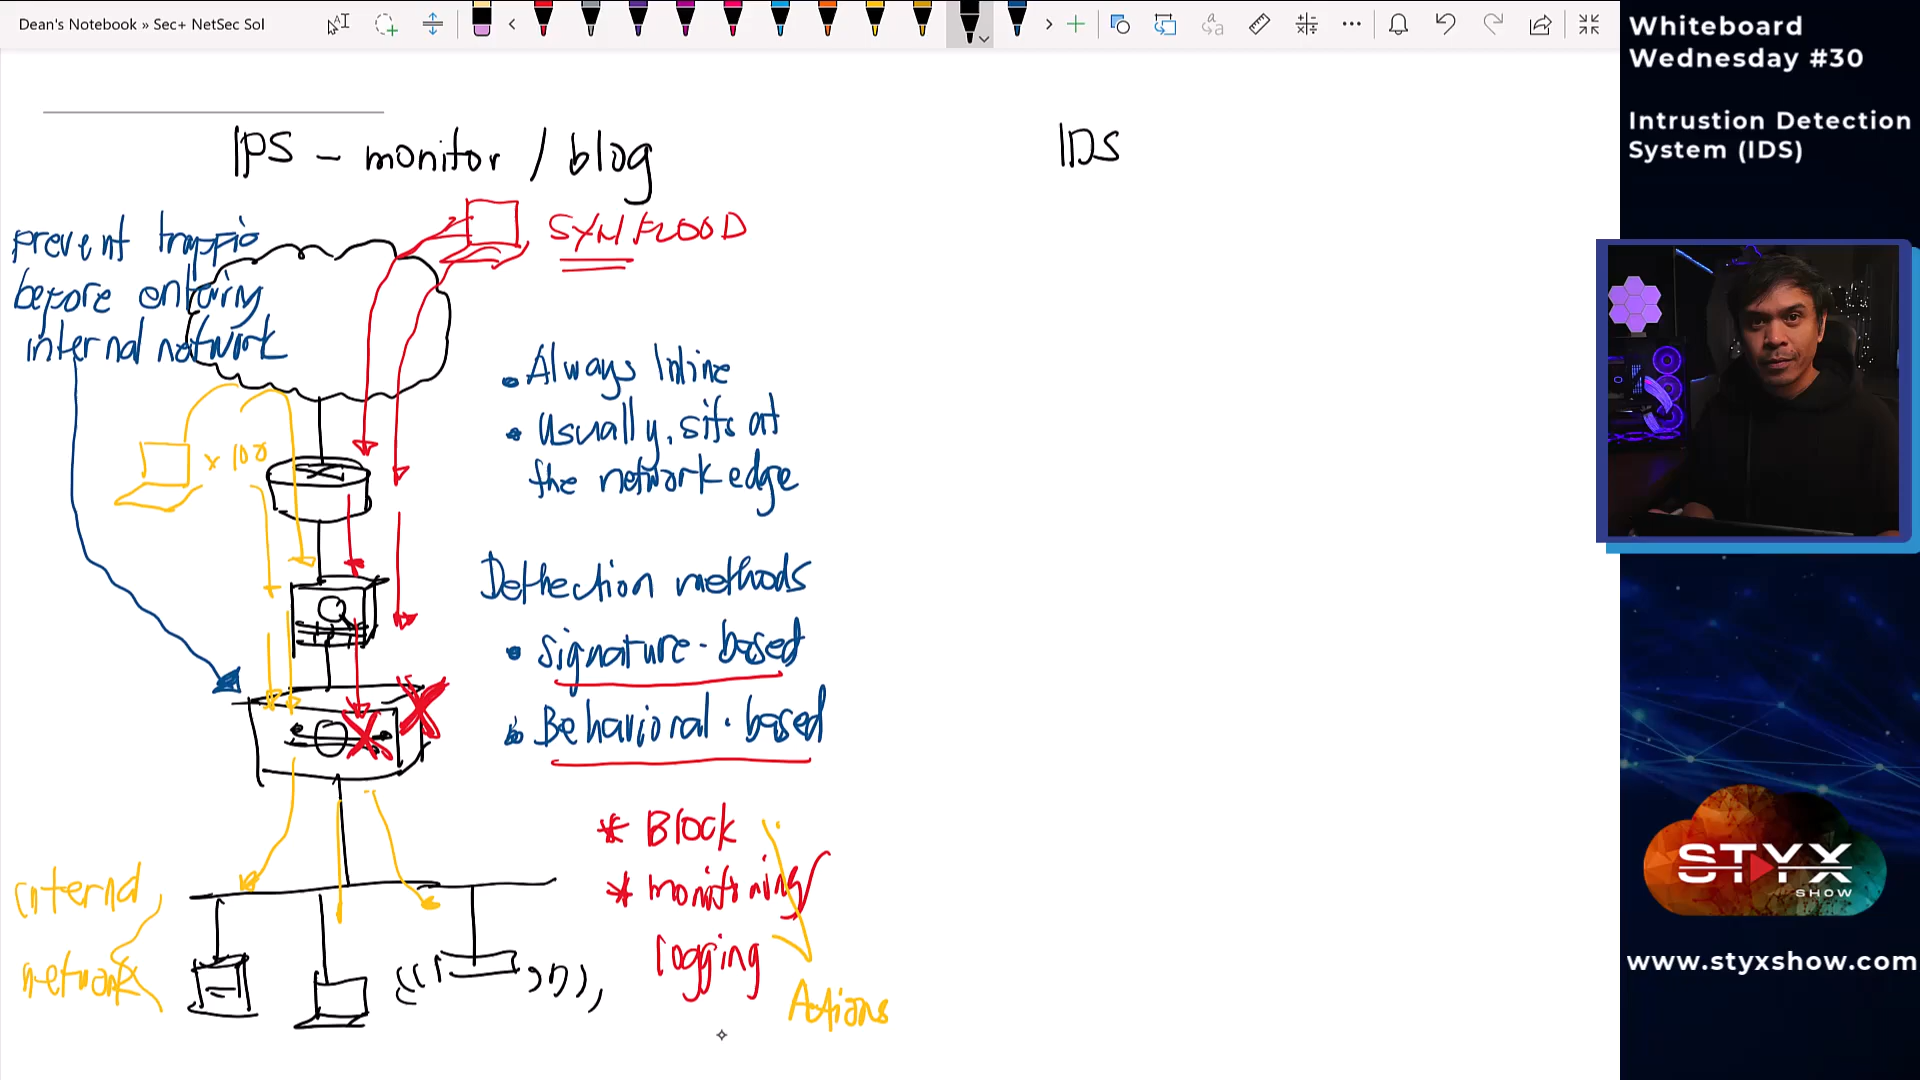 Dean's Notebook » Sec+ NetSec Sol
IPS - monitor / blog
IDS
SYN FLOOD
prevent traffic
before entering
internal network
• Always Inline
• Usually, sits at
the network edge
x 100
Dethection methods
• Signature-based
• Behavioral-based
* Block
* monitoring/
logging
Actions
internal
network
Whiteboard
Wednesday #30
Intrustion Detection
System (IDS)
STYX
SHOW
www.styxshow.com